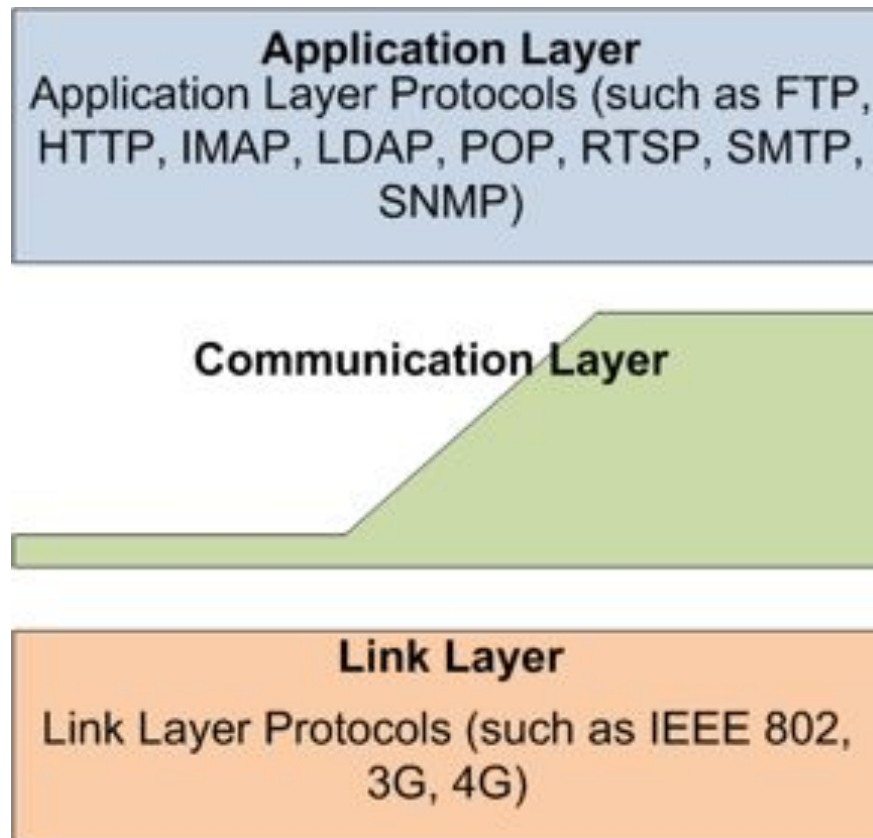 Application Layer
Application Layer Protocols (such as FTP,
HTTP, IMAP, LDAP, POP, RTSP, SMTP,
SNMP)
Communication Layer
Link Layer
Link Layer Protocols (such as IEEE 802,
3G, 4G)